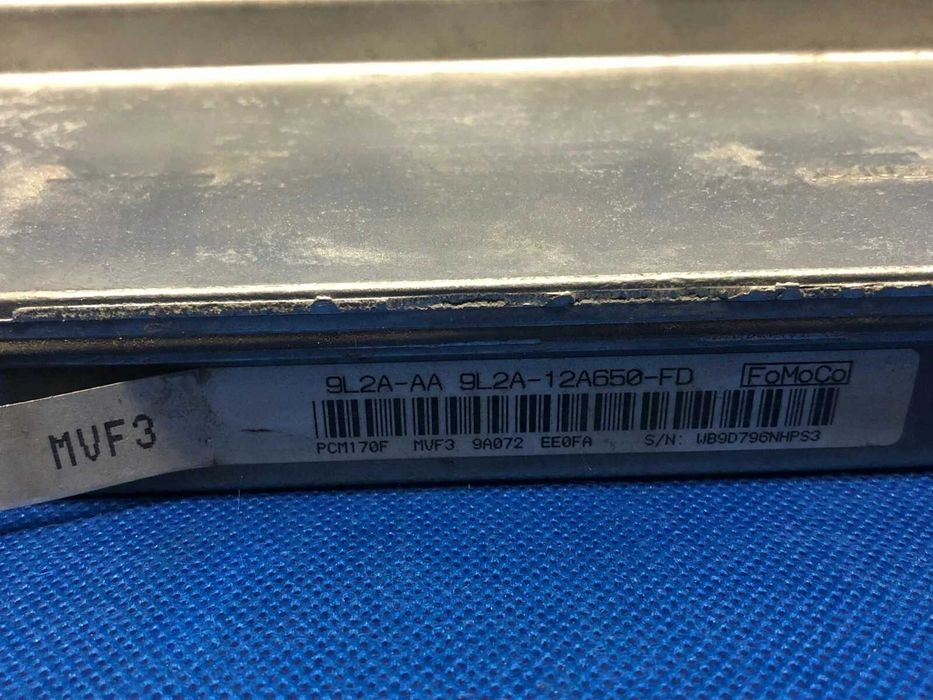 9L2A-AA 9L2A-12A650-FD FoMoCo
MVF3
PCM170F MVF3 9A072 EE0FA S/N: WB9D796NHPS3